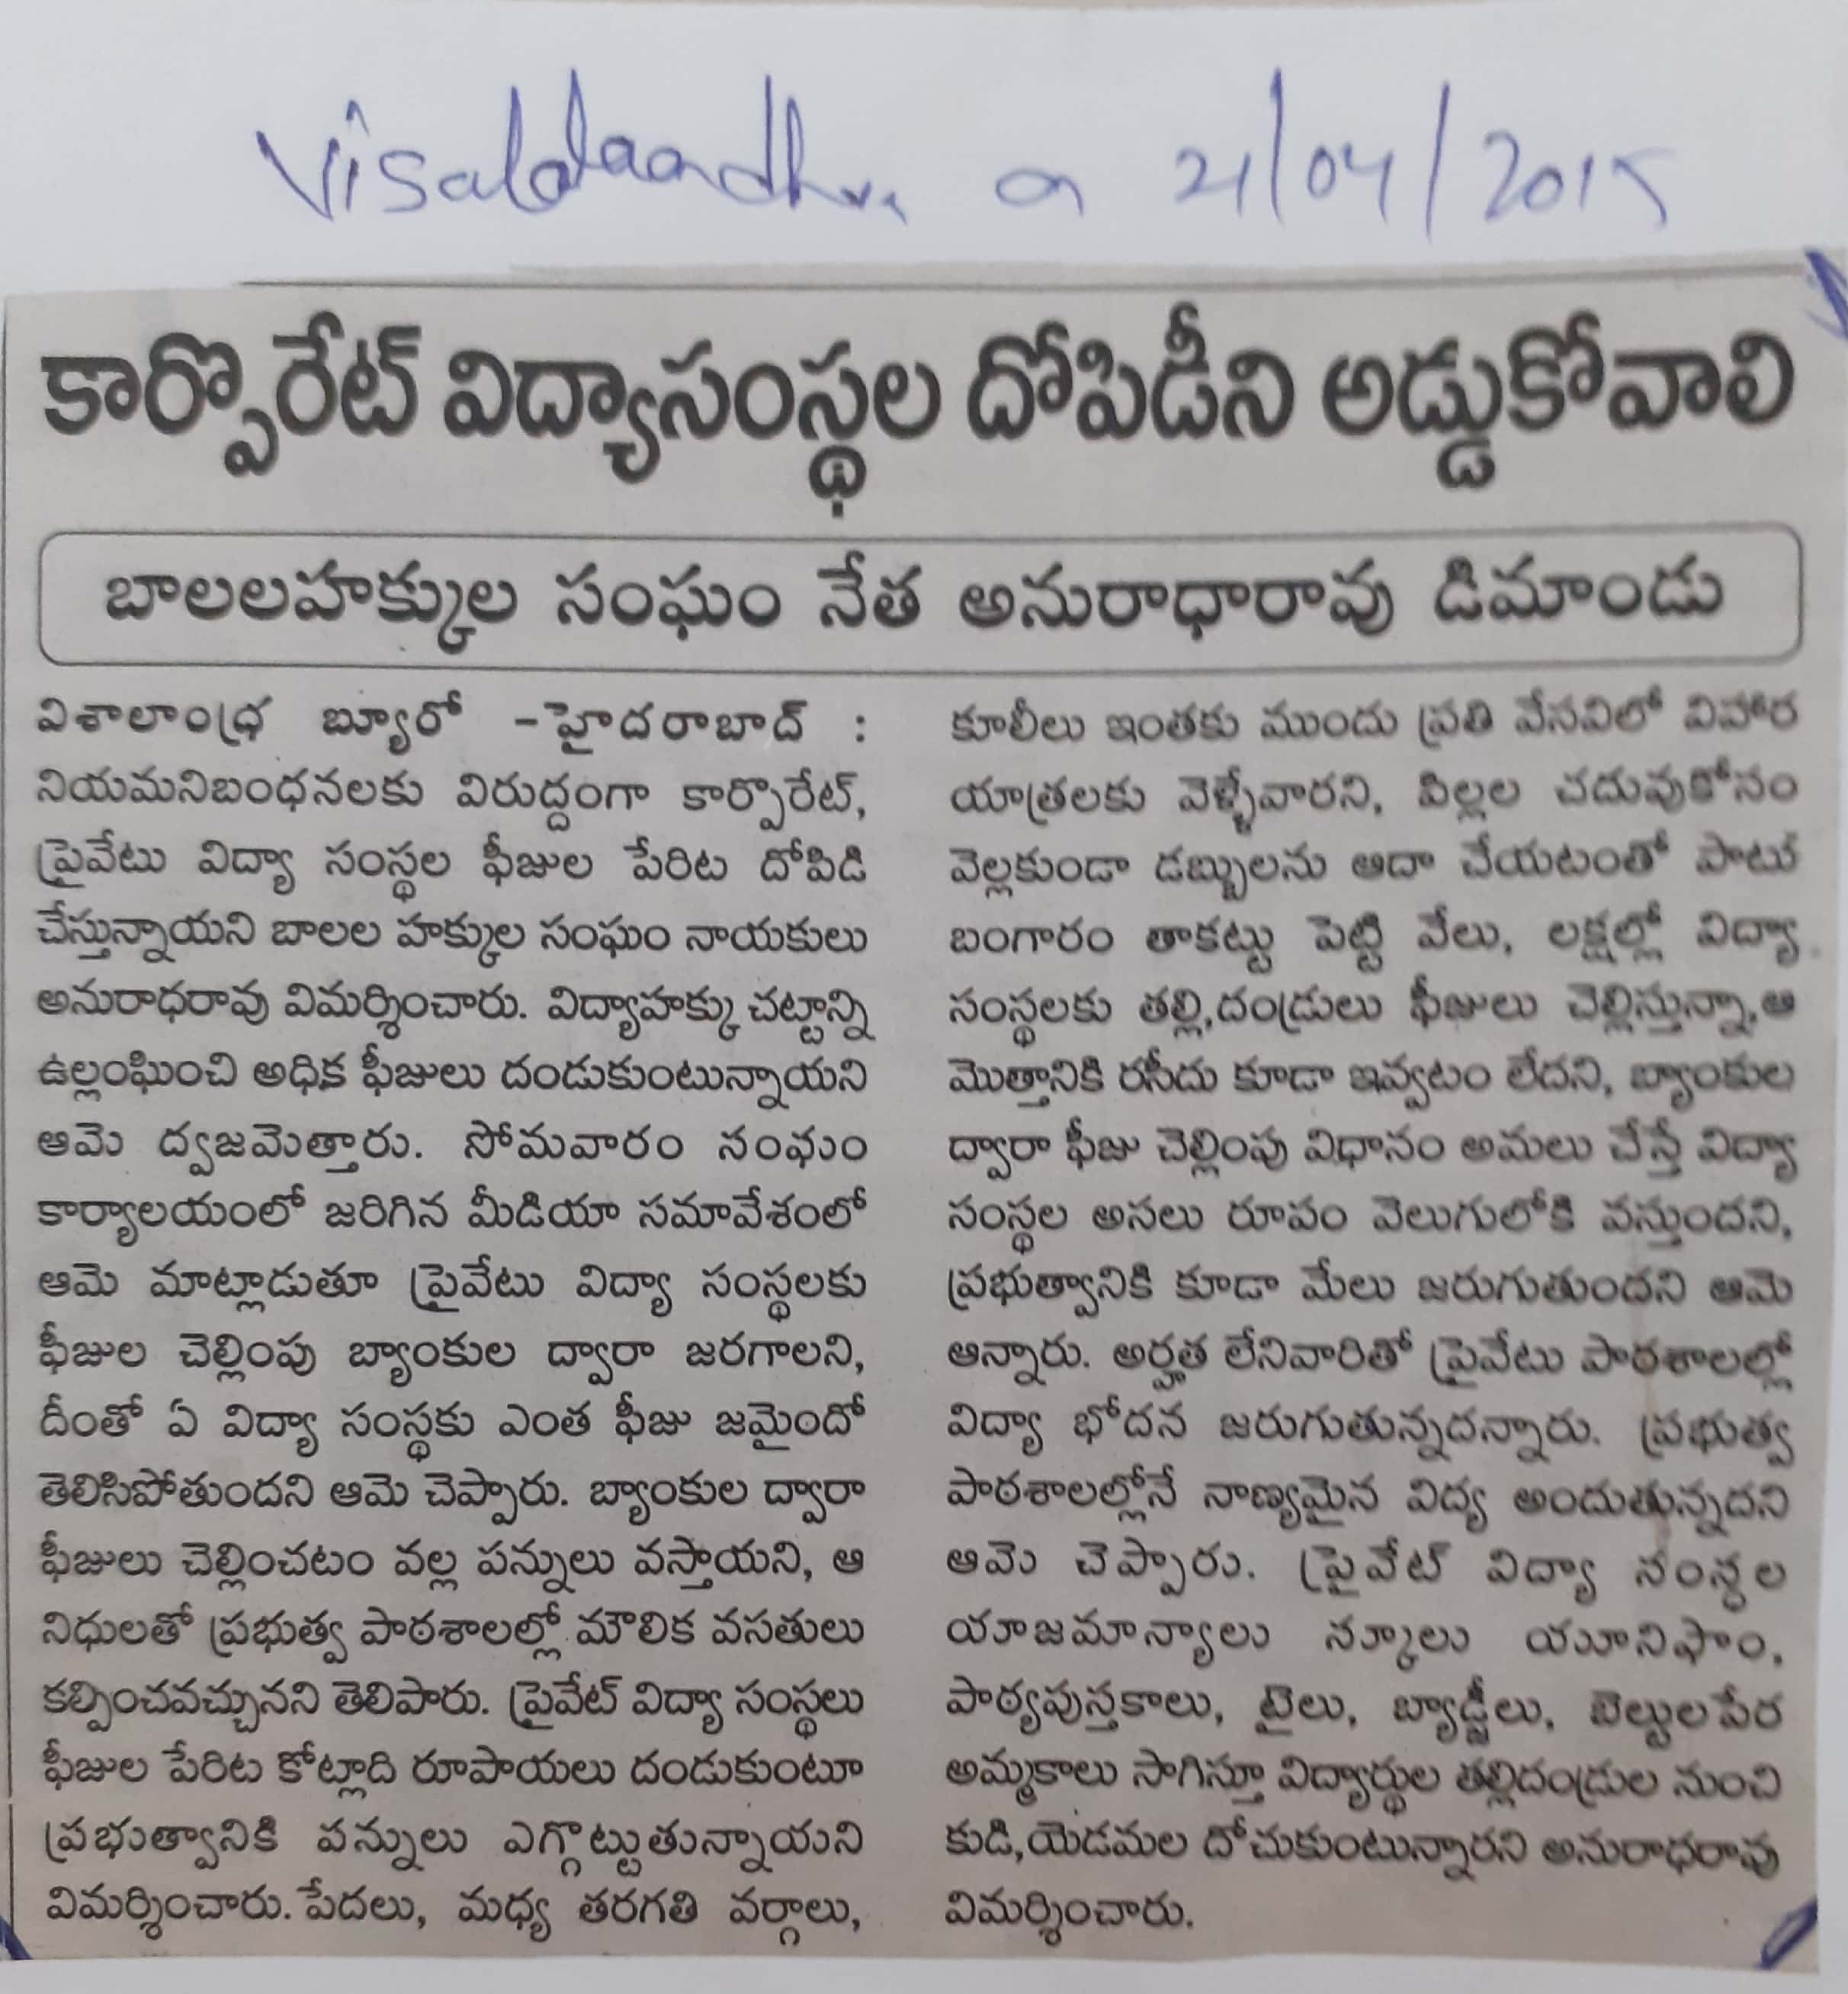 Visalalaandhra on 21/04/2015
కార్పొరేట్ విద్యాసంస్థల దోపిడీని అడ్డుకోవాలి
బాలలహక్కుల సంఘం నేత అనురాధారావు డిమాండు
విశాలాంధ్ర బ్యూరో -హైదరాబాద్ :
నియమనిబంధనలకు విరుద్దంగా కార్పొరేట్,
ప్రైవేటు విద్యా సంస్థల ఫీజుల పేరిట దోపిడి
చేస్తున్నాయని బాలల హక్కుల సంఘం నాయకులు
అనురాధరావు విమర్శించారు. విద్యాహక్కు చట్టాన్ని
ఉల్లంఘించి అధిక ఫీజులు దండుకుంటున్నాయని
ఆమె ద్వజమెత్తారు. సోమవారం సంఘం
కార్యాలయంలో జరిగిన మీడియా సమావేశంలో
ఆమె మాట్లాడుతూ ప్రైవేటు విద్యా సంస్థలకు
ఫీజుల చెల్లింపు బ్యాంకుల ద్వారా జరగాలని,
దీంతో ఏ విద్యా సంస్థకు ఎంత ఫీజు జమైందో
తెలిసిపోతుందని ఆమె చెప్పారు. బ్యాంకుల ద్వారా
ఫీజులు చెల్లించటం వల్ల పన్నులు వస్తాయని, ఆ
నిధులతో ప్రభుత్వ పాఠశాలల్లో మౌలిక వసతులు
కల్పించవచ్చునని తెలిపారు. ప్రైవేట్ విద్యా సంస్థలు
ఫీజుల పేరిట కోట్లాది రూపాయలు దండుకుంటూ
ప్రభుత్వానికి పన్నులు ఎగ్గొట్టుతున్నాయని
విమర్శించారు. పేదలు, మధ్య తరగతి వర్గాలు,
కూలీలు ఇంతకు ముందు ప్రతి వేసవిలో విహార
యాత్రలకు వెళ్ళేవారని, పిల్లల చదువుకోసం
వెల్లకుండా డబ్బులను ఆదా చేయటంతో పాటు
బంగారం తాకట్టు పెట్టి వేలు, లక్షల్లో విద్యా
సంస్థలకు తల్లి,దండ్రులు ఫీజులు చెల్లిస్తున్నా,ఆ
మొత్తానికి రసీదు కూడా ఇవ్వటం లేదని, బ్యాంకుల
ద్వారా ఫీజు చెల్లింపు విధానం అమలు చేస్తే విద్యా
సంస్థల అసలు రూపం వెలుగులోకి వస్తుందని,
ప్రభుత్వానికి కూడా మేలు జరుగుతుందని ఆమె
అన్నారు. అర్హత లేనివారితో ప్రైవేటు పాఠశాలల్లో
విద్యా భోదన జరుగుతున్నదన్నారు. ప్రభుత్వ
పాఠశాలల్లోనే నాణ్యమైన విద్య అందుతున్నదని
ఆమె చెప్పారు. ప్రైవేట్ విద్యా సంస్థల
యాజమాన్యాలు స్కూలు యూనిఫాం,
పాఠ్యపుస్తకాలు, టైలు, బ్యాడ్జీలు, బెల్టులపేర
అమ్మకాలు సాగిస్తూ విద్యార్థుల తల్లిదండ్రుల నుంచి
కుడి,యెడమల దోచుకుంటున్నారని అనురాధరావు
విమర్శించారు.